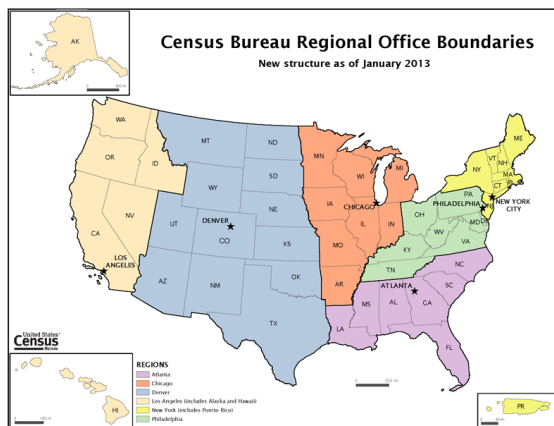 AK
Census Bureau Regional Office Boundaries
New structure as of January 2013
WA
OR
ID
NV
CA
LOS ANGELES
MT
ND
SD
WY
NE
UT
DENVER
CO
KS
AZ
NM
OK
TX
MN
WI
MI
IA
CHICAGO
IL
IN
MO
AR
ME
VT
NH
NY
MA
CT
NEW YORK
CITY
PA
PHILADELPHIA
NJ
OH
MD
WV
KY
VA
TN
NC
ATLANTA
SC
MS
AL
GA
LA
FL
United States
Census
Bureau
HI
REGIONS
Atlanta
Chicago
Denver
Los Angeles (includes Alaska and Hawaii)
New York (includes Puerto Rico)
Philadelphia
PR